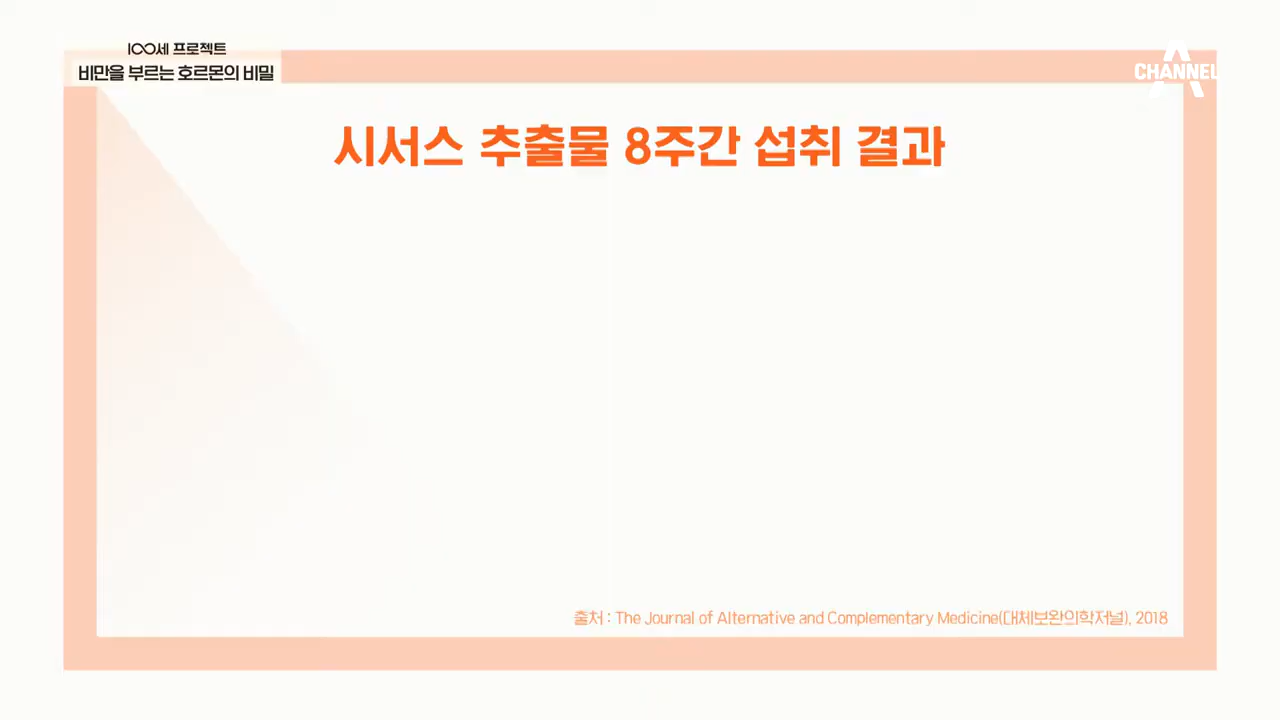 100세 프로젝트
비만을 부르는 호르몬의 비밀
CHANNEL A
시서스 추출물 8주간 섭취 결과
출처 : The Journal of Alternative and Complementary Medicine(대체보완의학저널), 2018